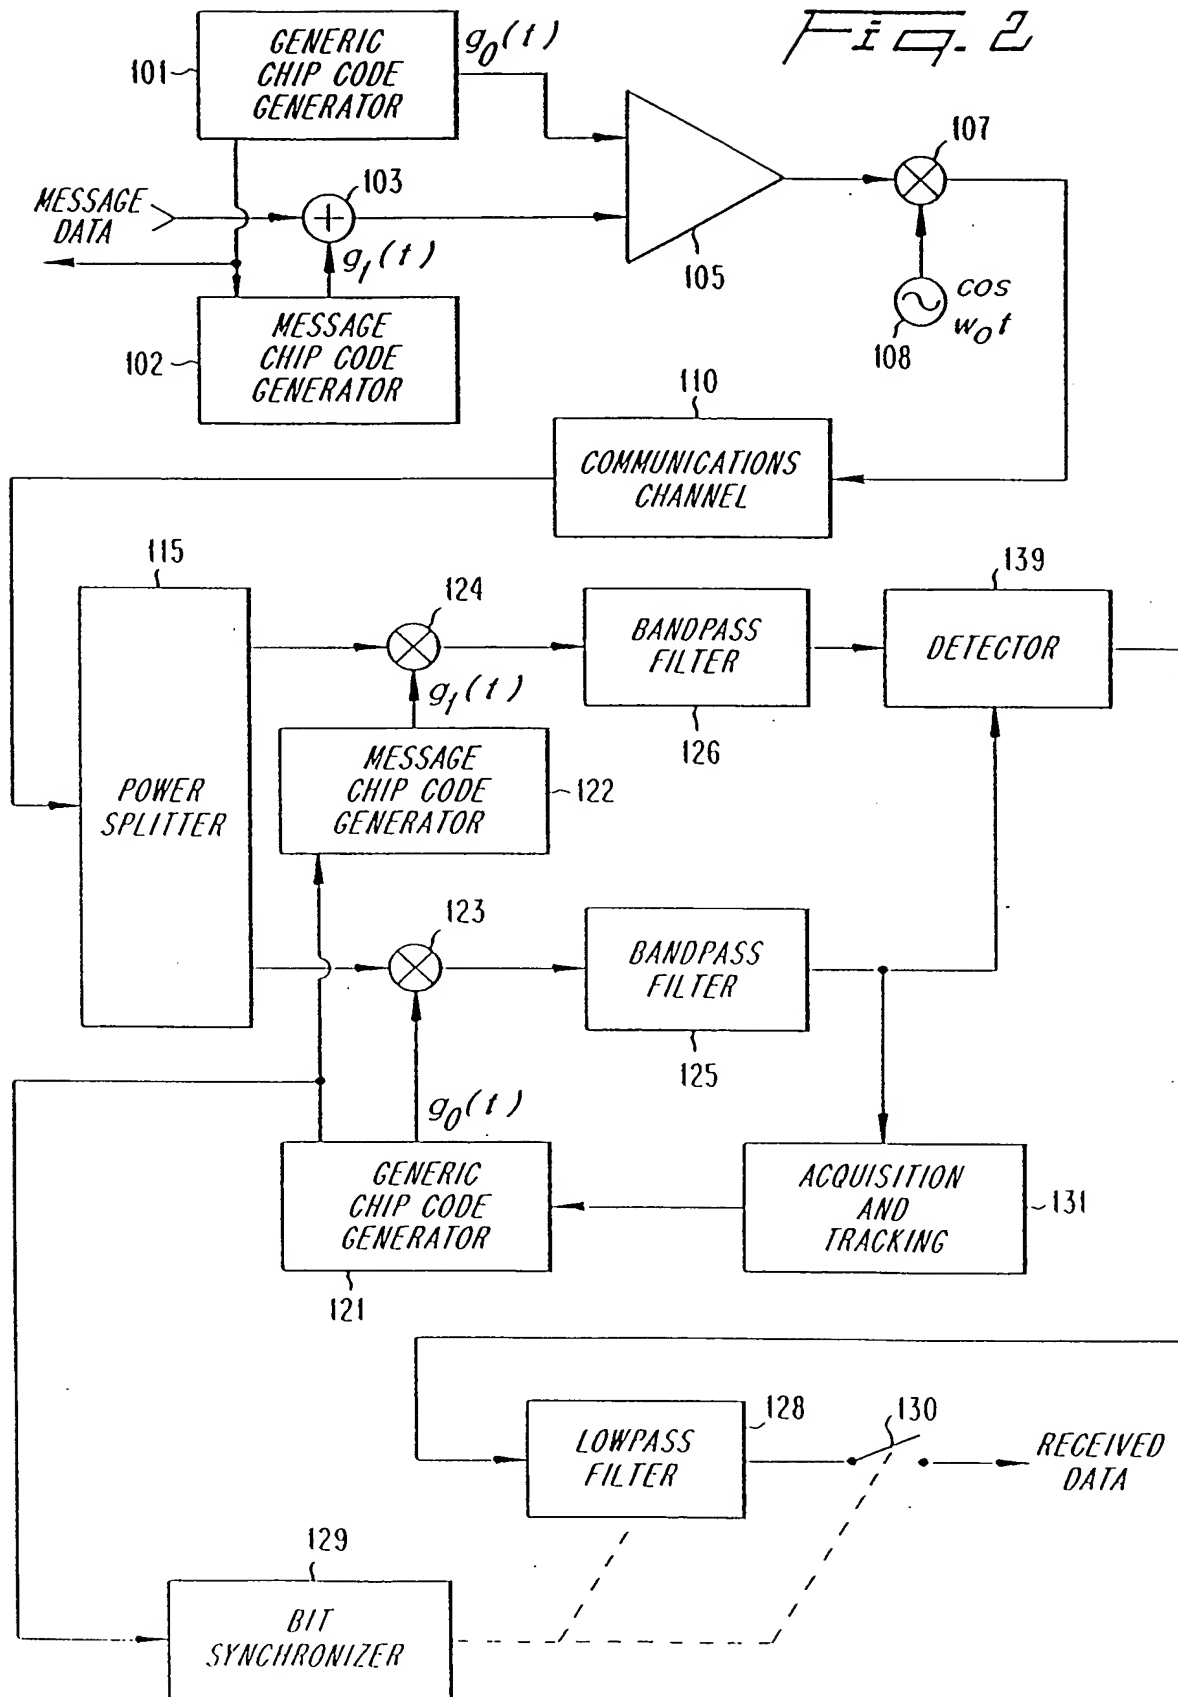 Fig. 2
GENERIC
CHIP CODE
GENERATOR
101
g0(t)
MESSAGE
DATA
103
g1(t)
MESSAGE
CHIP CODE
GENERATOR
102
105
107
108
cos
w0t
110
COMMUNICATIONS
CHANNEL
115
POWER
SPLITTER
124
g1(t)
BANDPASS
FILTER
126
139
DETECTOR
MESSAGE
CHIP CODE
GENERATOR
122
123
g0(t)
BANDPASS
FILTER
125
GENERIC
CHIP CODE
GENERATOR
121
ACQUISITION
AND
TRACKING
131
LOWPASS
FILTER
128
130
RECEIVED
DATA
129
BIT
SYNCHRONIZER